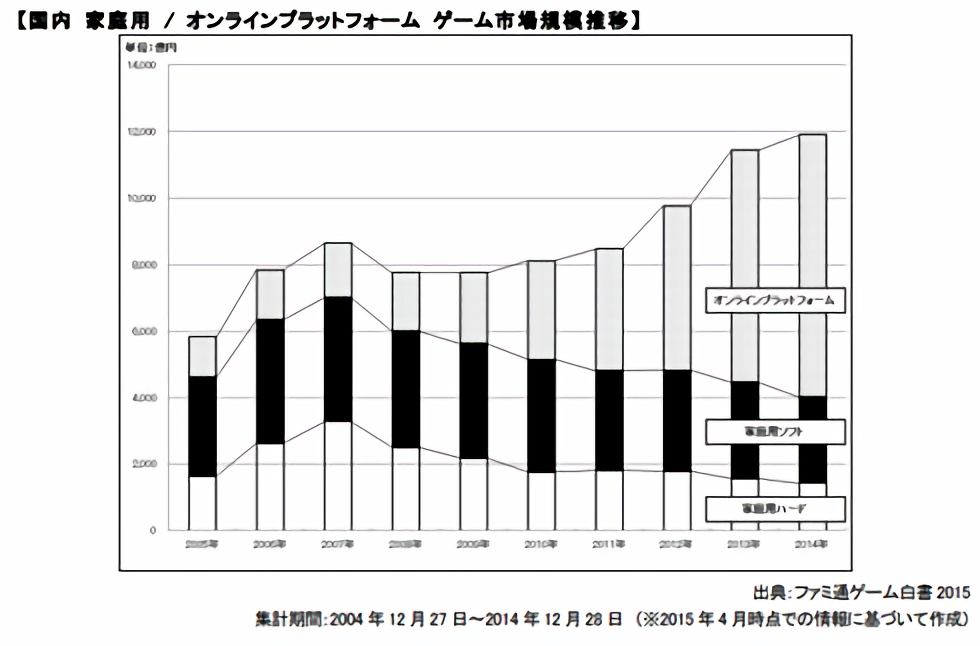 【国内 家庭用 / オンラインプラットフォーム ゲーム市場規模推移】
単位：億円
14,000
12,000
10,000
8,000
6,000
4,000
2,000
0
オンラインプラットフォーム
家庭用ソフト
家庭用ハード
2005年 2006年 2007年 2008年 2009年 2010年 2011年 2012年 2013年 2014年
出典：ファミ通ゲーム白書 2015
集計期間：2004 年 12 月 27 日～2014 年 12 月 28 日 （※2015 年 4 月時点での情報に基づいて作成）